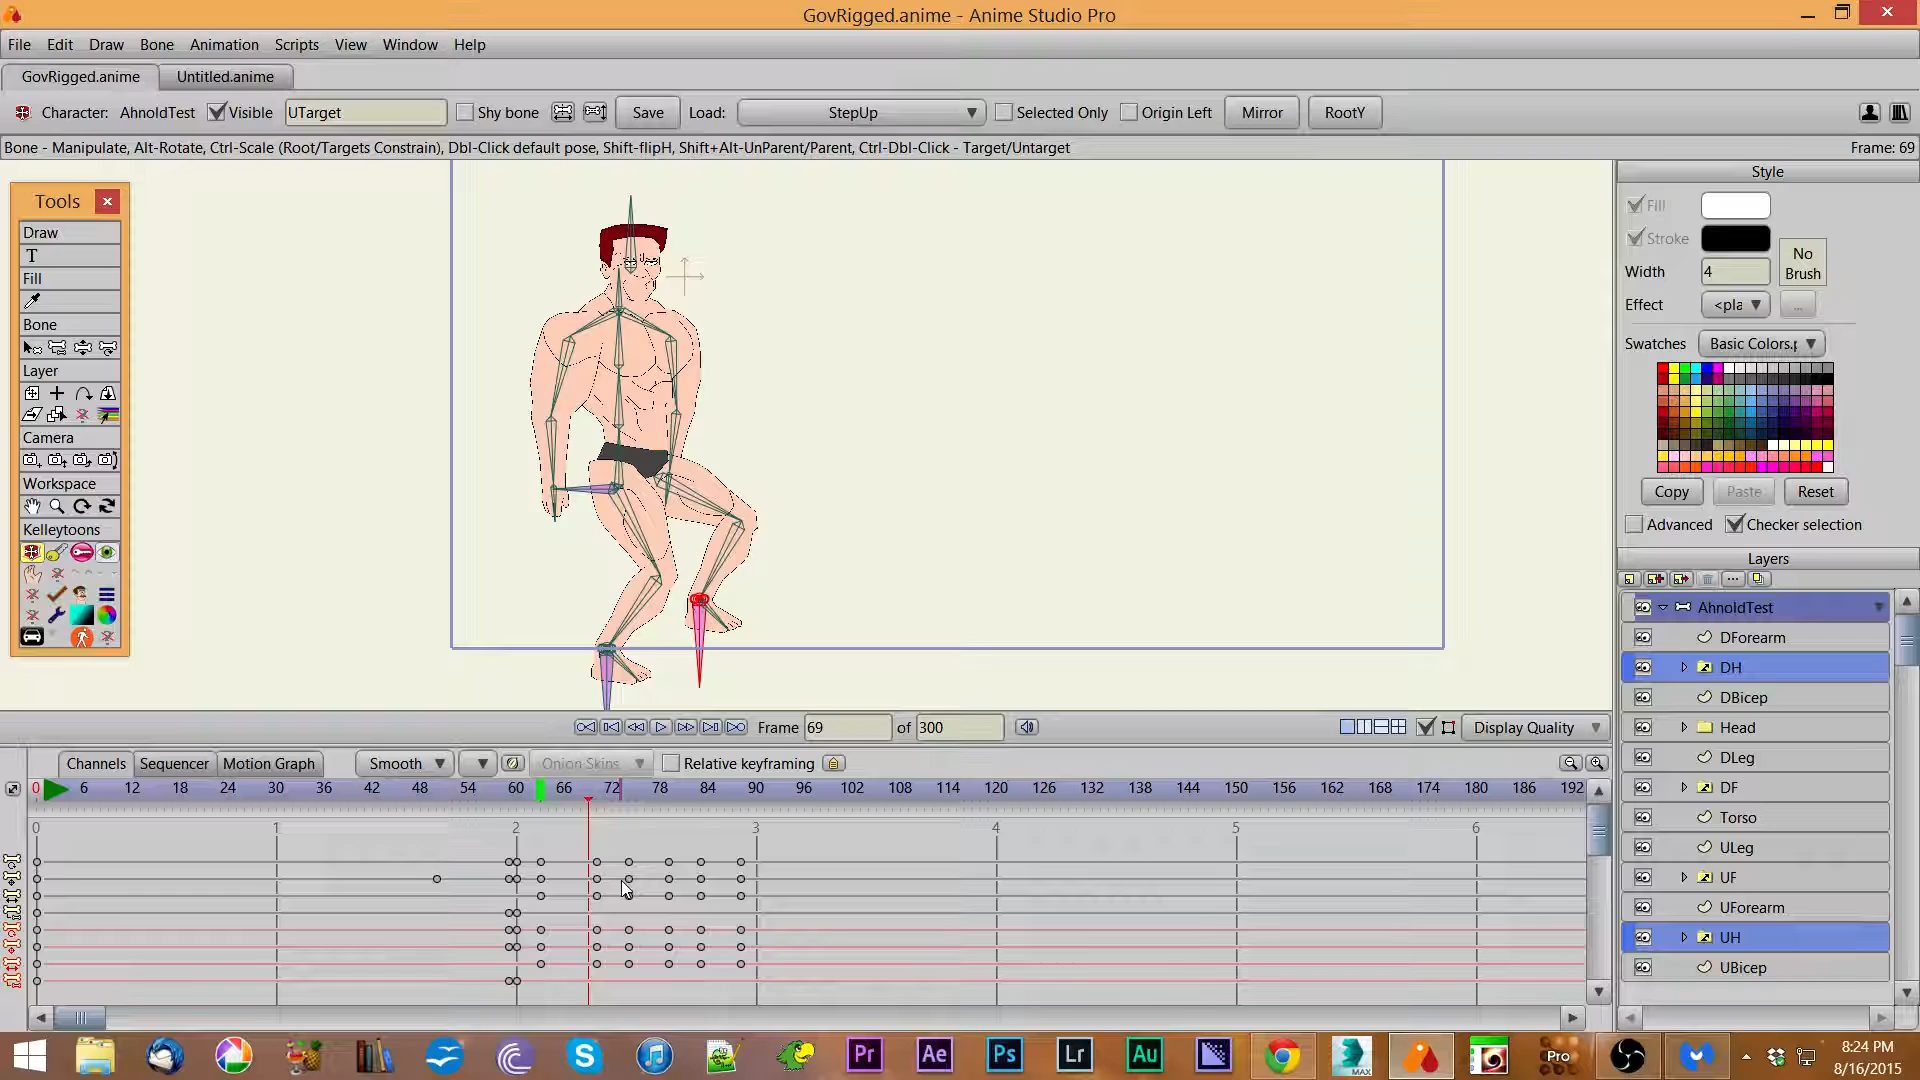 GovRigged.anime - Anime Studio Pro
File Edit Draw Bone Animation Scripts View Window Help
GovRigged.anime Untitled.anime
Character: AhnoldTest Visible UTarget Shy bone Save Load: StepUp Selected Only Origin Left Mirror RootY
Bone - Manipulate, Alt-Rotate, Ctrl-Scale (Root/Targets Constrain), Dbl-Click default pose, Shift-flipH, Shift+Alt-UnParent/Parent, Ctrl-Dbl-Click - Target/Untarget Frame: 69
Tools
Draw
T
Fill
Bone
Layer
Camera
Workspace
Kelleytoons
Style
Fill
Stroke
No Brush
Width 4
Effect <pla ...
Swatches Basic Colors.p
Copy Paste Reset
Advanced Checker selection
Layers
AhnoldTest
DForearm
DH
DBicep
Head
DLeg
DF
Torso
ULeg
UF
UForearm
UH
UBicep
Frame 69 of 300 Display Quality
Channels Sequencer Motion Graph Smooth Onion Skins Relative keyframing
0 6 12 18 24 30 36 42 48 54 60 66 72 78 84 90 96 102 108 114 120 126 132 138 144 150 156 162 168 174 180 186 192
0 1 2 3 4 5 6
Pr Ae Ps Lr Au MAX Pro
8:24 PM
8/16/2015